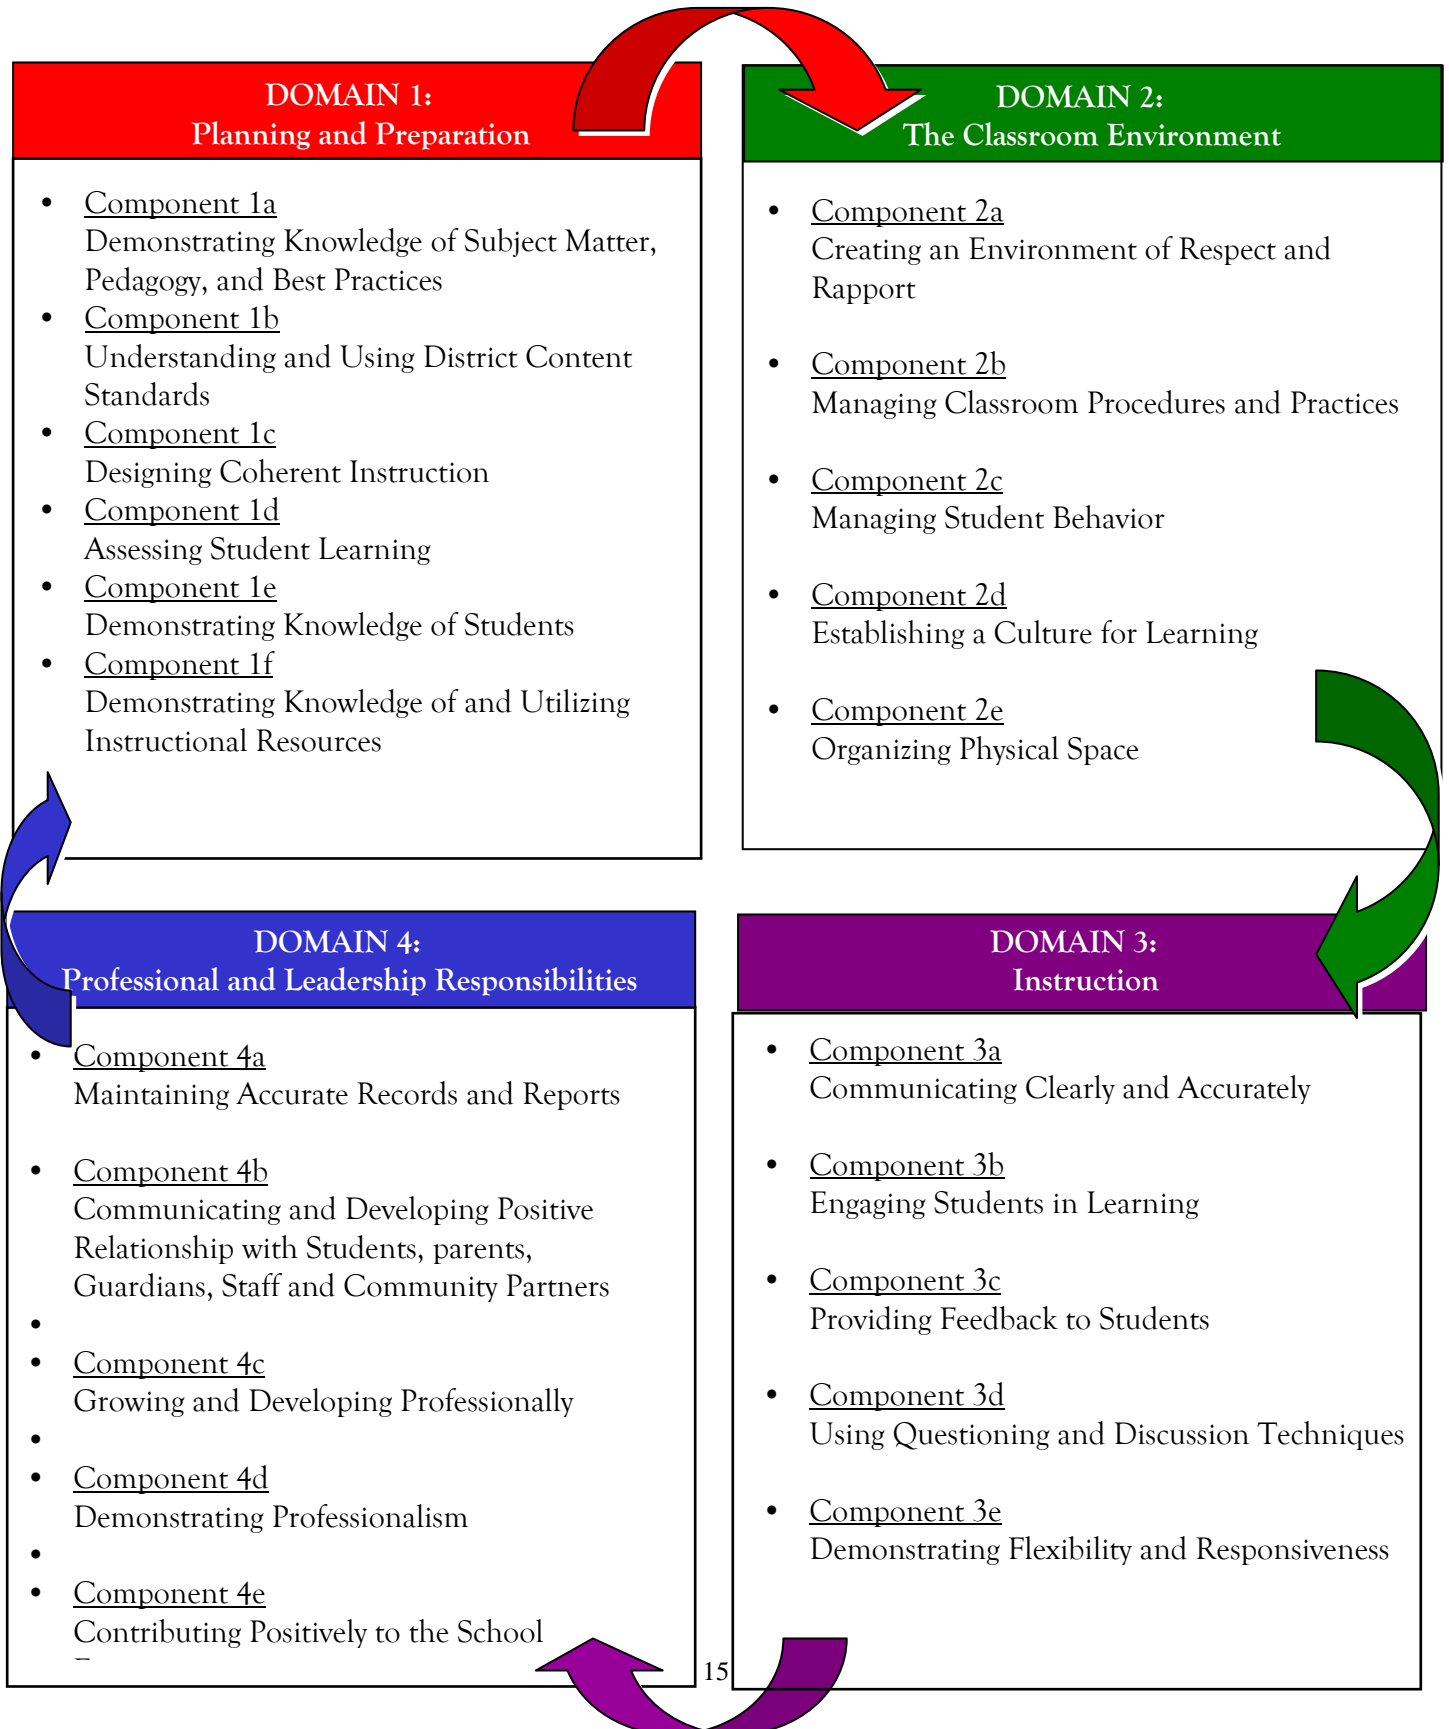 DOMAIN 1:
Planning and Preparation
• Component 1a
Demonstrating Knowledge of Subject Matter,
Pedagogy, and Best Practices
• Component 1b
Understanding and Using District Content
Standards
• Component 1c
Designing Coherent Instruction
• Component 1d
Assessing Student Learning
• Component 1e
Demonstrating Knowledge of Students
• Component 1f
Demonstrating Knowledge of and Utilizing
Instructional Resources
DOMAIN 2:
The Classroom Environment
• Component 2a
Creating an Environment of Respect and
Rapport
• Component 2b
Managing Classroom Procedures and Practices
• Component 2c
Managing Student Behavior
• Component 2d
Establishing a Culture for Learning
• Component 2e
Organizing Physical Space
DOMAIN 4:
Professional and Leadership Responsibilities
• Component 4a
Maintaining Accurate Records and Reports
• Component 4b
Communicating and Developing Positive
Relationship with Students, parents,
Guardians, Staff and Community Partners
•
• Component 4c
Growing and Developing Professionally
•
• Component 4d
Demonstrating Professionalism
•
• Component 4e
Contributing Positively to the School
DOMAIN 3:
Instruction
• Component 3a
Communicating Clearly and Accurately
• Component 3b
Engaging Students in Learning
• Component 3c
Providing Feedback to Students
• Component 3d
Using Questioning and Discussion Techniques
• Component 3e
Demonstrating Flexibility and Responsiveness
15